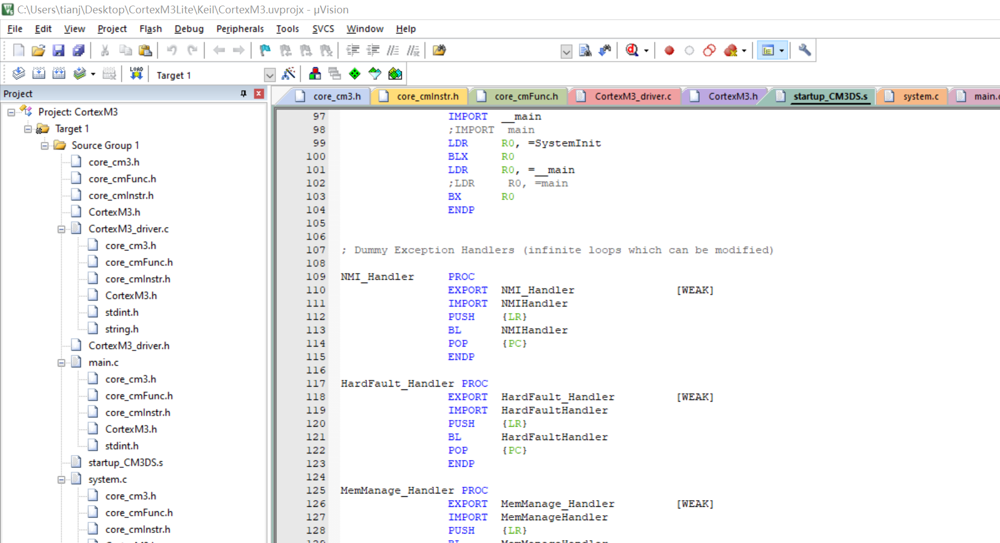 C:\Users\tianj\Desktop\CortexM3Lite\Keil\CortexM3.uvprojx - µVision
File Edit View Project Flash Debug Peripherals Tools SVCS Window Help
LOAD Target 1
Project
core_cm3.h core_cmInstr.h core_cmFunc.h CortexM3_driver.c CortexM3.h startup_CM3DS.s system.c main.c
Project: CortexM3
Target 1
Source Group 1
core_cm3.h
core_cmFunc.h
core_cmInstr.h
CortexM3.h
CortexM3_driver.c
core_cm3.h
core_cmFunc.h
core_cmInstr.h
CortexM3.h
stdint.h
string.h
CortexM3_driver.h
main.c
core_cm3.h
core_cmFunc.h
core_cmInstr.h
CortexM3.h
stdint.h
startup_CM3DS.s
system.c
core_cm3.h
core_cmFunc.h
core_cmInstr.h
97 IMPORT __main
98 ;IMPORT main
99 LDR R0, =SystemInit
100 BLX R0
101 LDR R0, =__main
102 ;LDR R0, =main
103 BX R0
104 ENDP
105
106
107 ; Dummy Exception Handlers (infinite loops which can be modified)
108
109 NMI_Handler PROC
110 EXPORT NMI_Handler [WEAK]
111 IMPORT NMIHandler
112 PUSH {LR}
113 BL NMIHandler
114 POP {PC}
115 ENDP
116
117 HardFault_Handler PROC
118 EXPORT HardFault_Handler [WEAK]
119 IMPORT HardFaultHandler
120 PUSH {LR}
121 BL HardFaultHandler
122 POP {PC}
123 ENDP
124
125 MemManage_Handler PROC
126 EXPORT MemManage_Handler [WEAK]
127 IMPORT MemManageHandler
128 PUSH {LR}
129 BL MemManageHandler